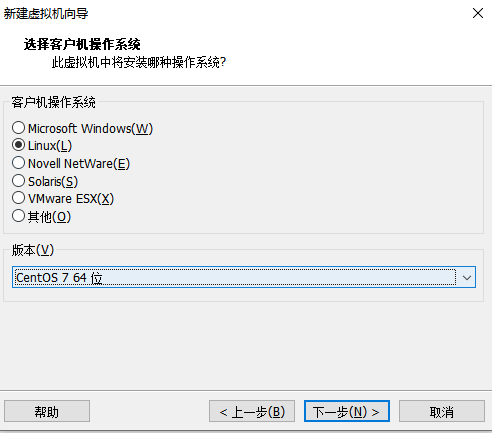 新建虚拟机向导
选择客户机操作系统
此虚拟机中将安装哪种操作系统?
客户机操作系统
Microsoft Windows(W)
Linux(L)
Novell NetWare(E)
Solaris(S)
VMware ESX(X)
其他(O)
版本(V)
CentOS 7 64 位
帮助
< 上一步(B)
下一步(N) >
取消